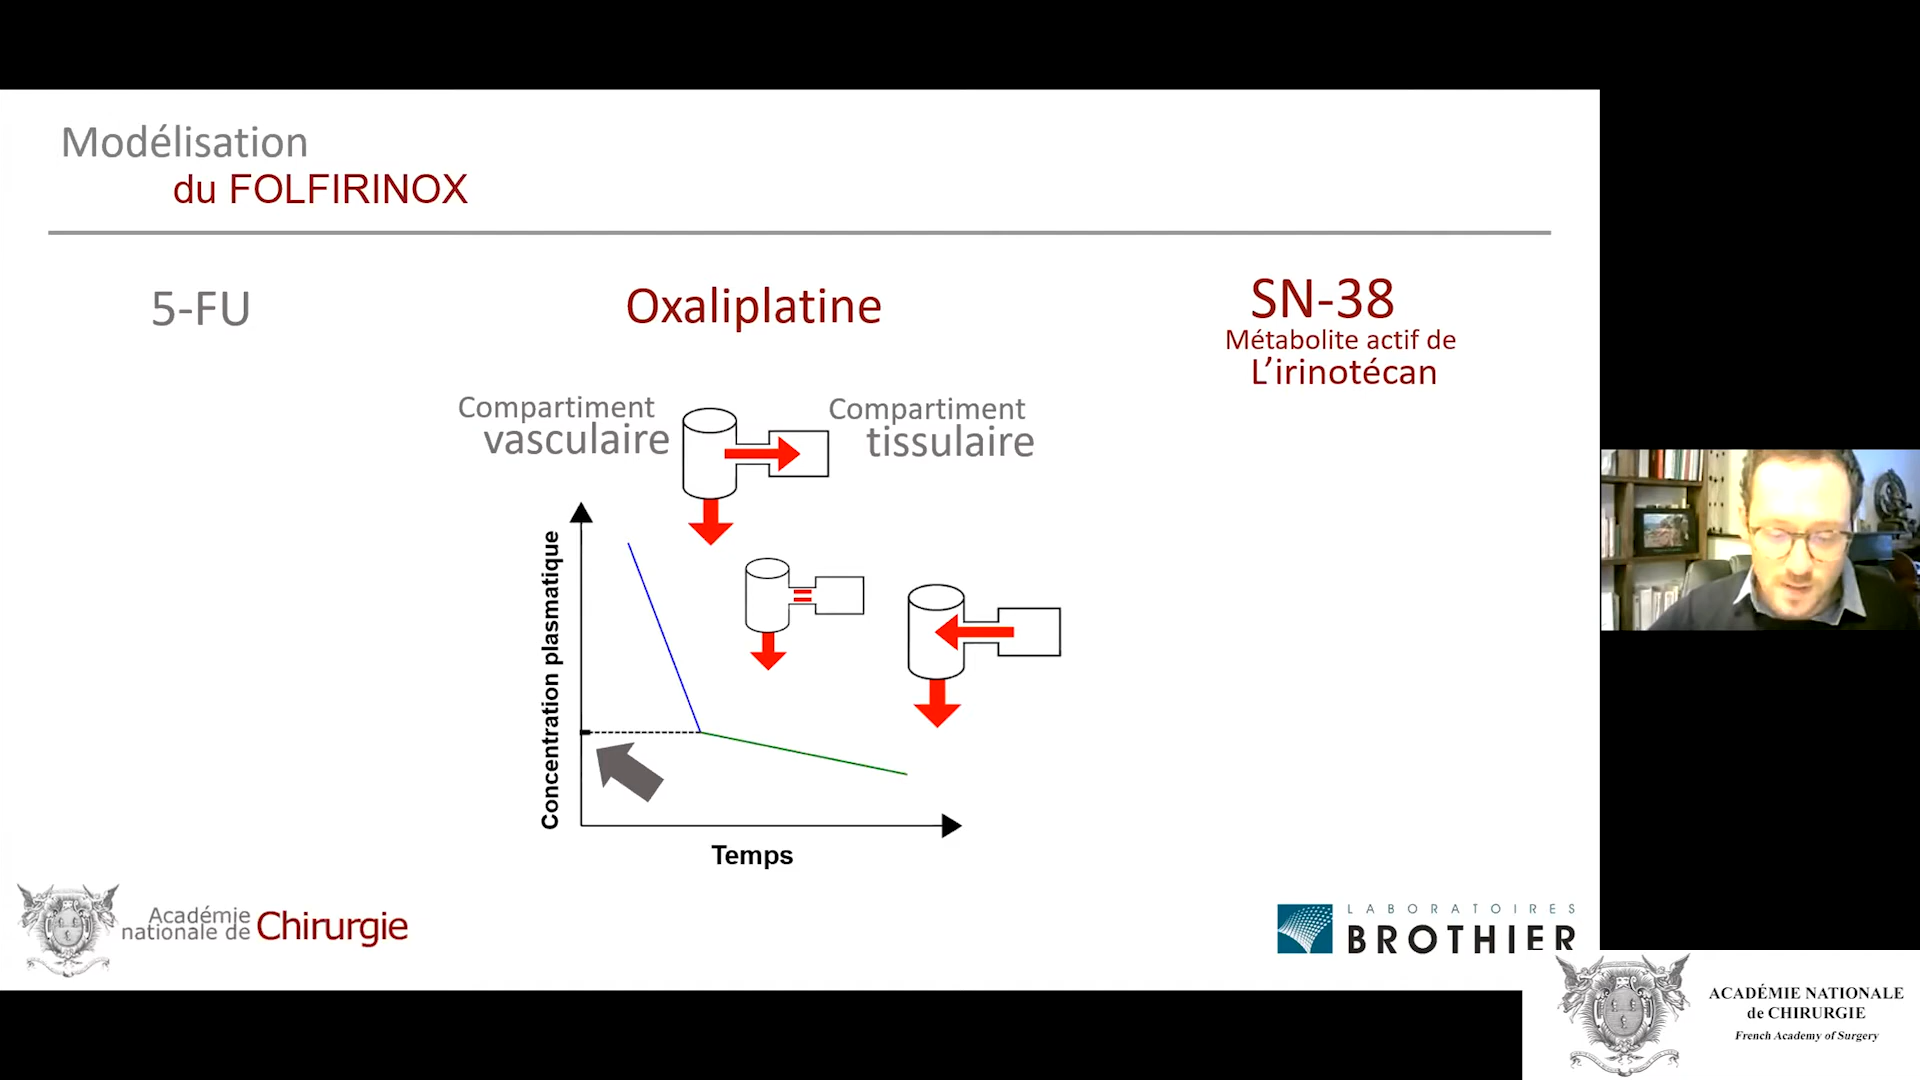 Modélisation
du FOLFIRINOX
5-FU
Oxaliplatine
SN-38
Métabolite actif de
L’irinotécan
Compartiment
vasculaire
Compartiment
tissulaire
Concentration plasmatique
Temps
Académie
nationale de Chirurgie
LABORATOIRES
BROTHIER
ACADÉMIE NATIONALE
de CHIRURGIE
French Academy of Surgery